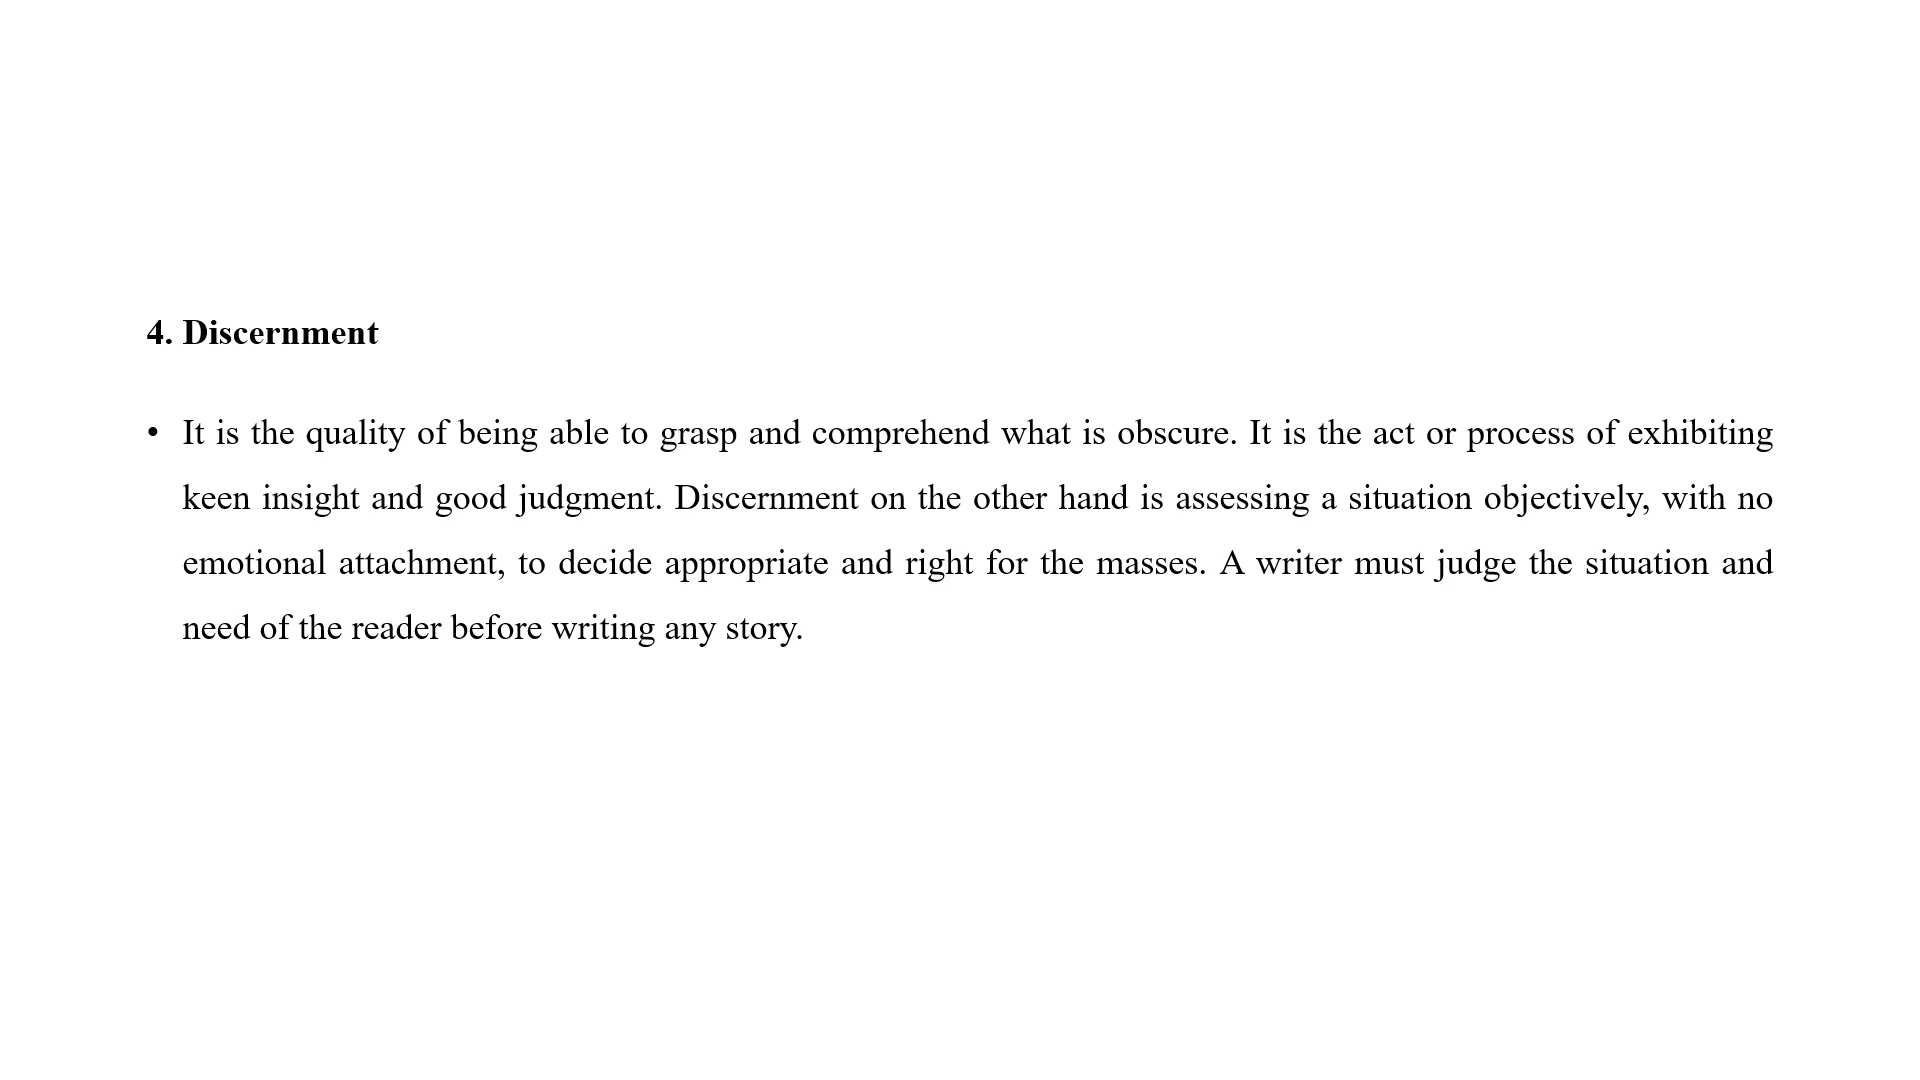 4. Discernment
• It is the quality of being able to grasp and comprehend what is obscure. It is the act or process of exhibiting
keen insight and good judgment. Discernment on the other hand is assessing a situation objectively, with no
emotional attachment, to decide appropriate and right for the masses. A writer must judge the situation and
need of the reader before writing any story.